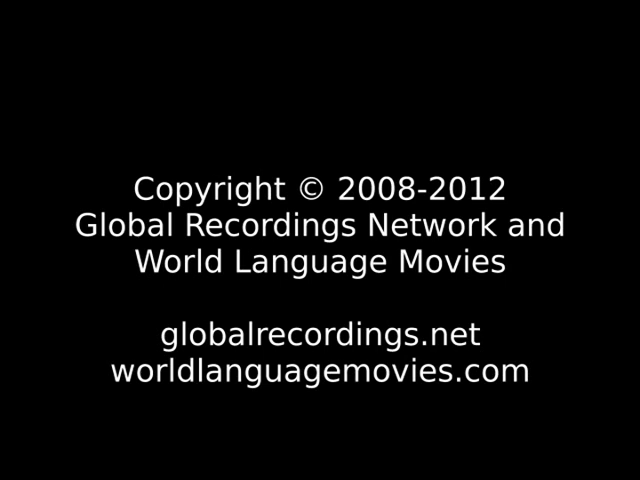 Copyright © 2008-2012
Global Recordings Network and
World Language Movies
globalrecordings.net
worldlanguagemovies.com